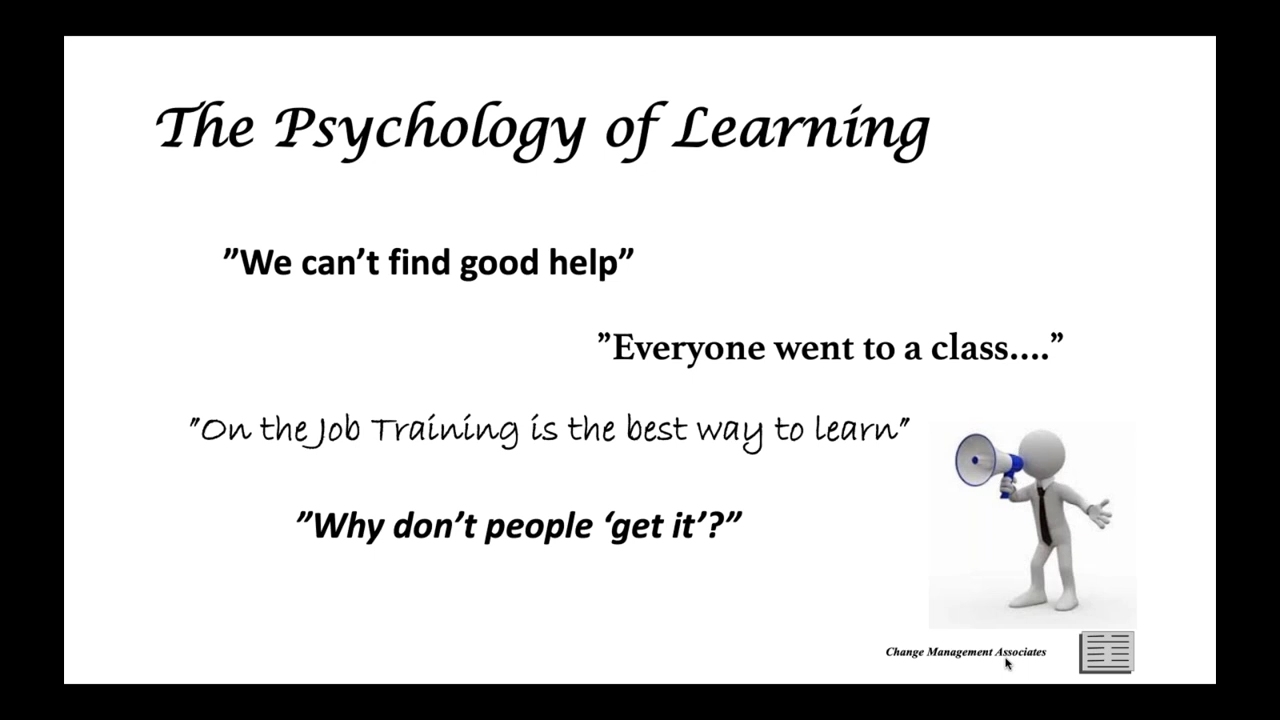 The Psychology of Learning
”We can’t find good help”
”Everyone went to a class....”
”On the Job Training is the best way to learn”
”Why don’t people ‘get it’?”
Change Management Associates